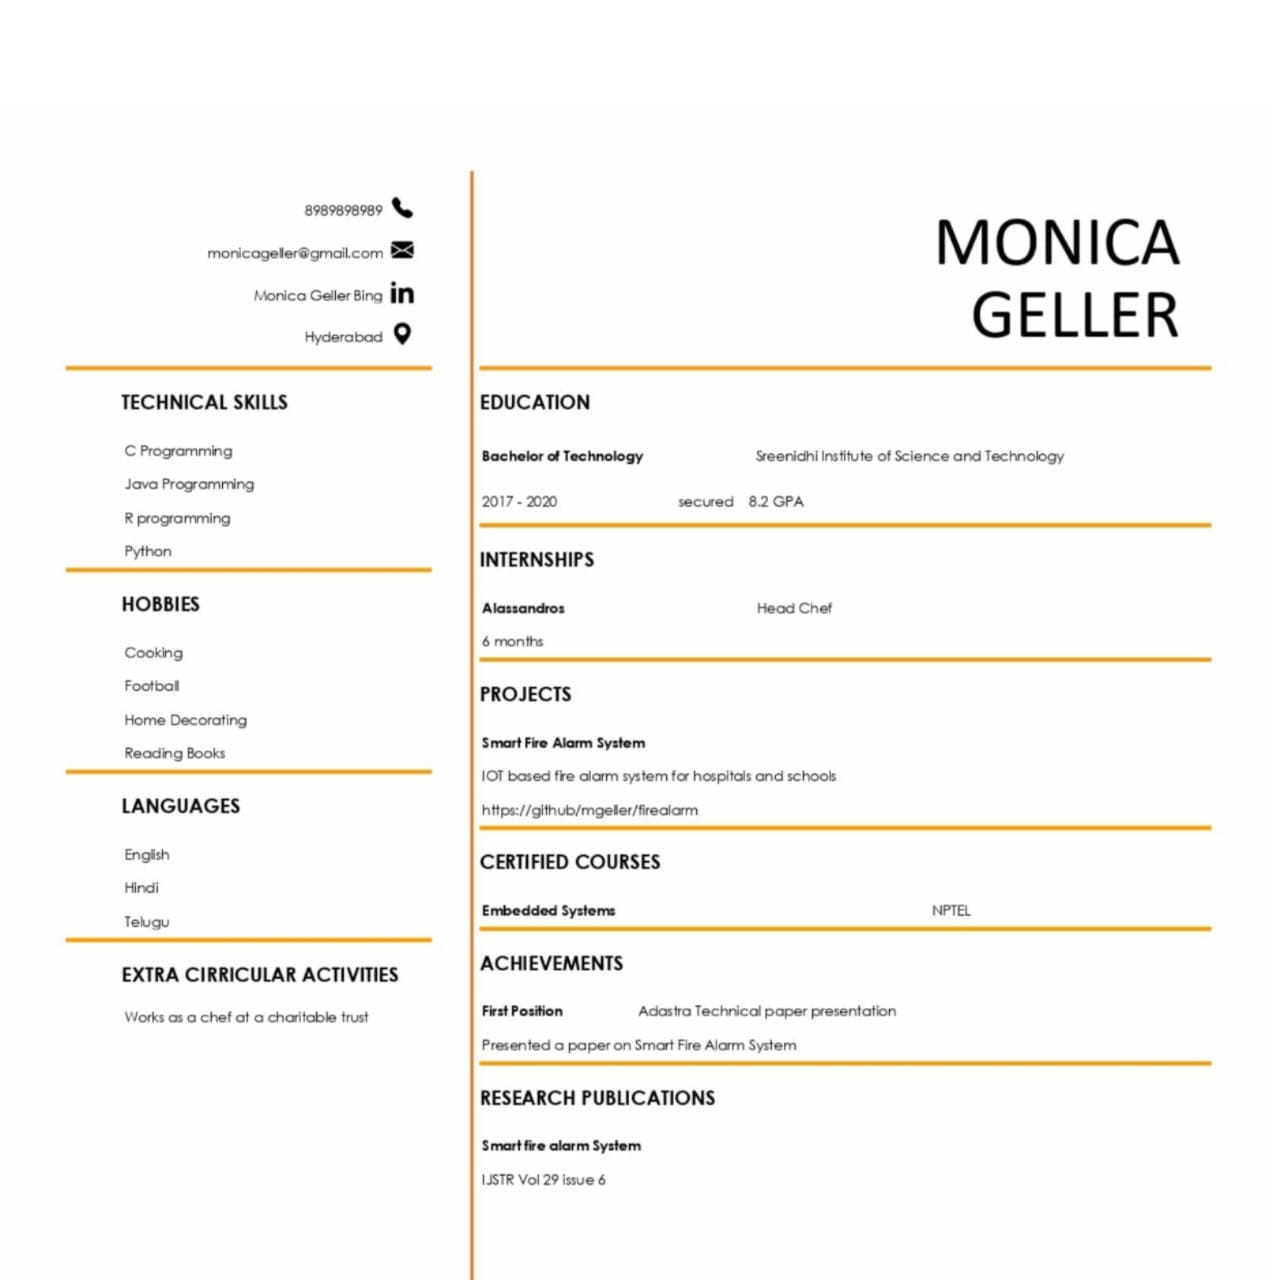 8989898989
monicageller@gmail.com
Monica Geller Bing
Hyderabad
MONICA
GELLER
TECHNICAL SKILLS
C Programming
Java Programming
R programming
Python
HOBBIES
Cooking
Football
Home Decorating
Reading Books
LANGUAGES
English
Hindi
Telugu
EXTRA CIRRICULAR ACTIVITIES
Works as a chef at a charitable trust
EDUCATION
Bachelor of Technology Sreenidhi Institute of Science and Technology
2017 - 2020 secured 8.2 GPA
INTERNSHIPS
Alassandros Head Chef
6 months
PROJECTS
Smart Fire Alarm System
IOT based fire alarm system for hospitals and schools
https://github/mgeller/firealarm
CERTIFIED COURSES
Embedded Systems NPTEL
ACHIEVEMENTS
First Position Adastra Technical paper presentation
Presented a paper on Smart Fire Alarm System
RESEARCH PUBLICATIONS
Smart fire alarm System
IJSTR Vol 29 issue 6